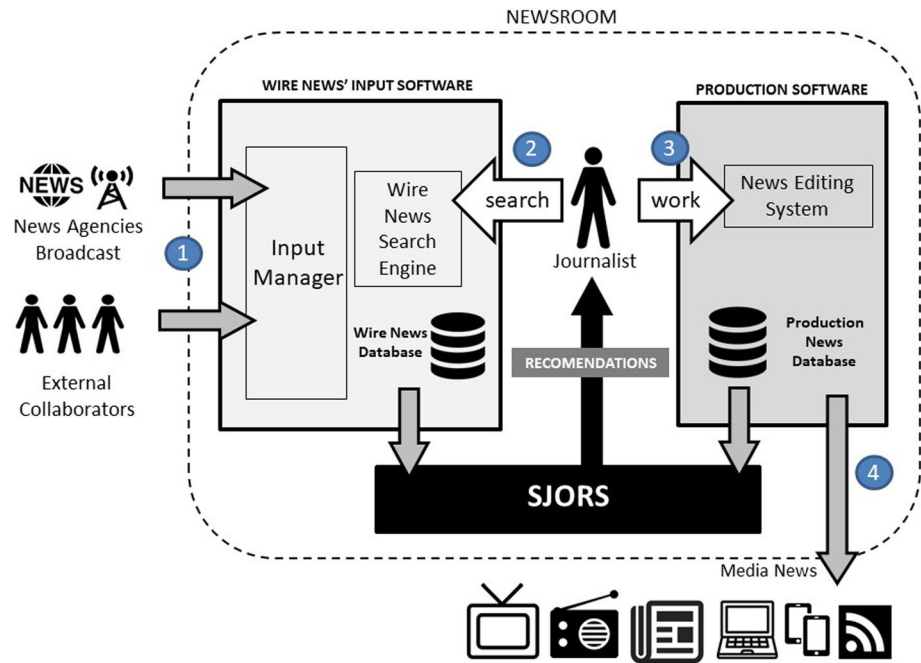 NEWSROOM
WIRE NEWS' INPUT SOFTWARE
PRODUCTION SOFTWARE
NEWS
News Agencies
Broadcast
1
External
Collaborators
Input
Manager
Wire
News
Search
Engine
Wire News
Database
2
search
Journalist
3
work
News Editing
System
RECOMENDATIONS
Production
News
Database
SJORS
4
Media News